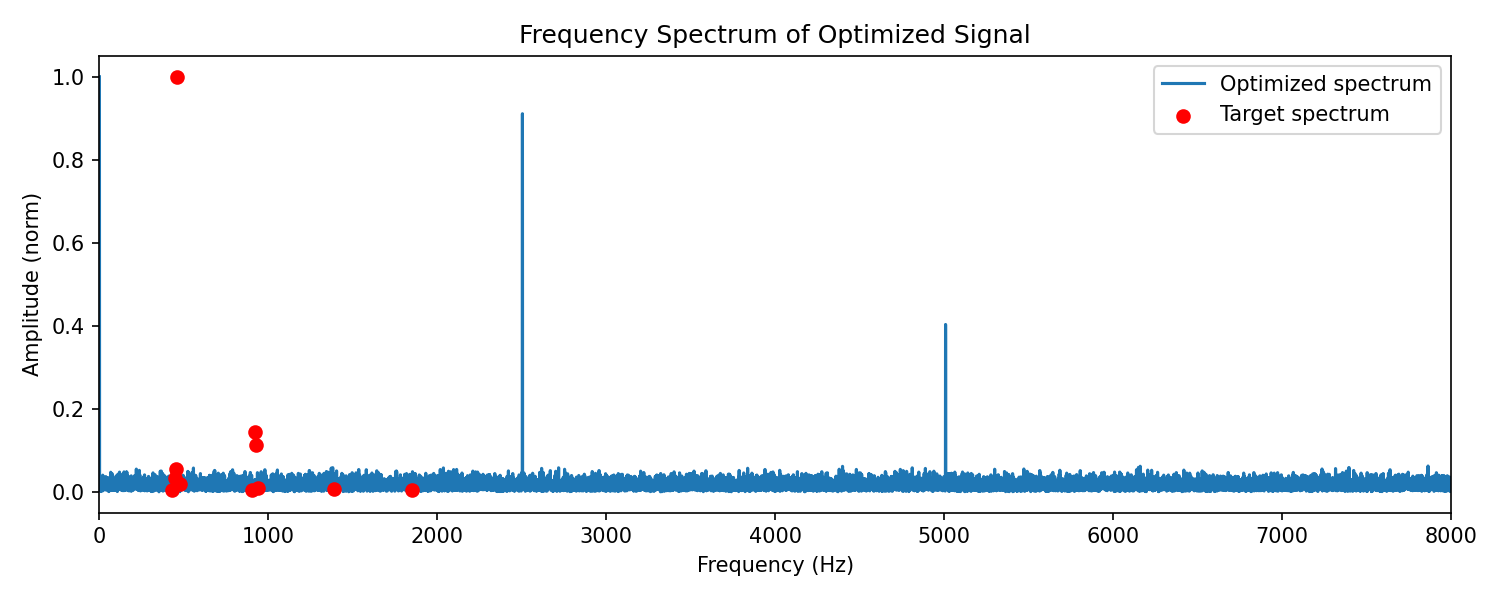 Frequency Spectrum of Optimized Signal
Optimized spectrum
Target spectrum
Amplitude (norm)
1.0
0.8
0.6
0.4
0.2
0.0
0 1000 2000 3000 4000 5000 6000 7000 8000
Frequency (Hz)